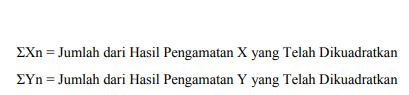 ΣXn = Jumlah dari Hasil Pengamatan X yang Telah Dikuadratkan
ΣYn = Jumlah dari Hasil Pengamatan Y yang Telah Dikuadratkan